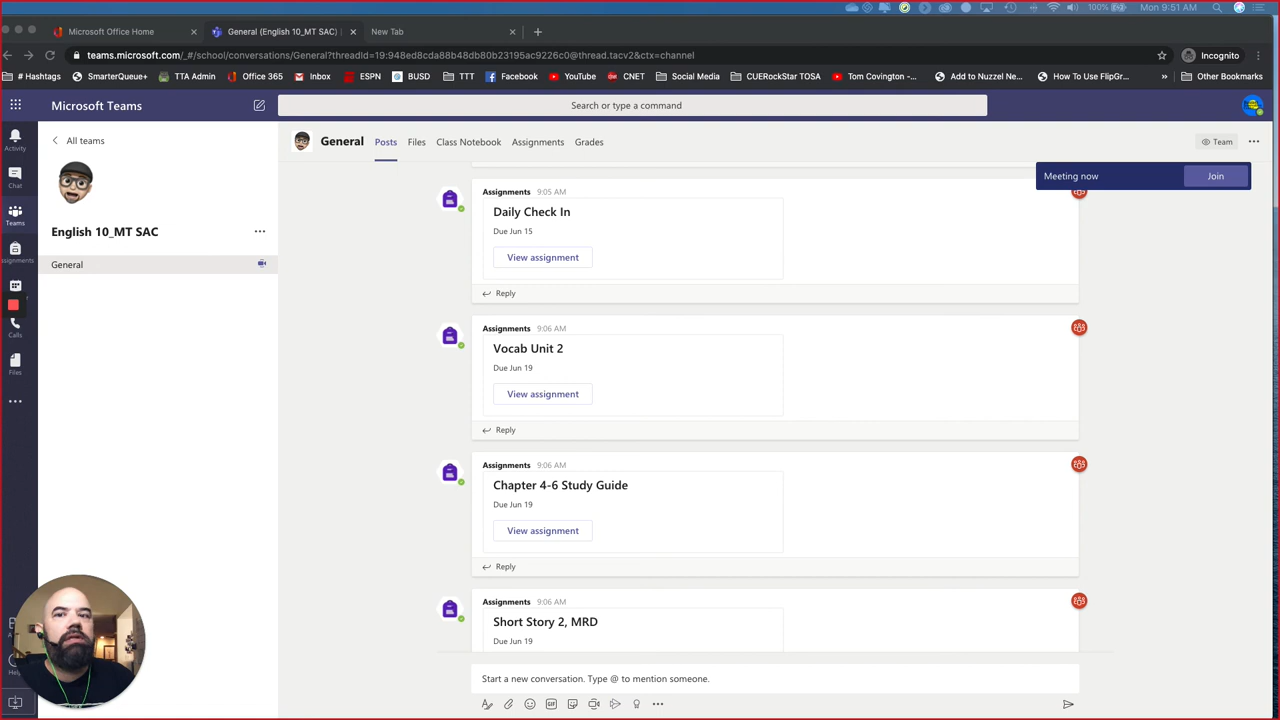 100% Mon 9:51 AM
Microsoft Office Home
General (English 10_MT SAC)
New Tab
teams.microsoft.com/_#/school/conversations/General?threadId=19:948ed8cda88b48db80b23195ac9226c0@thread.tacv2&ctx=channel
Incognito
# Hashtags SmarterQueue+ TTA Admin Office 365 Inbox ESPN BUSD TTT Facebook YouTube CNET Social Media CUERockStar TOSA Tom Covington -... Add to Nuzzel Ne... How To Use FlipGr... » Other Bookmarks
Microsoft Teams
Search or type a command
Activity
Chat
Teams
Assignments
Calls
Files
All teams
English 10_MT SAC
General
General Posts Files Class Notebook Assignments Grades
Team
Meeting now Join
Assignments 9:05 AM
Daily Check In
Due Jun 15
View assignment
Reply
Assignments 9:06 AM
Vocab Unit 2
Due Jun 19
View assignment
Reply
Assignments 9:06 AM
Chapter 4-6 Study Guide
Due Jun 19
View assignment
Reply
Assignments 9:06 AM
Short Story 2, MRD
Due Jun 19
Start a new conversation. Type @ to mention someone.
GIF